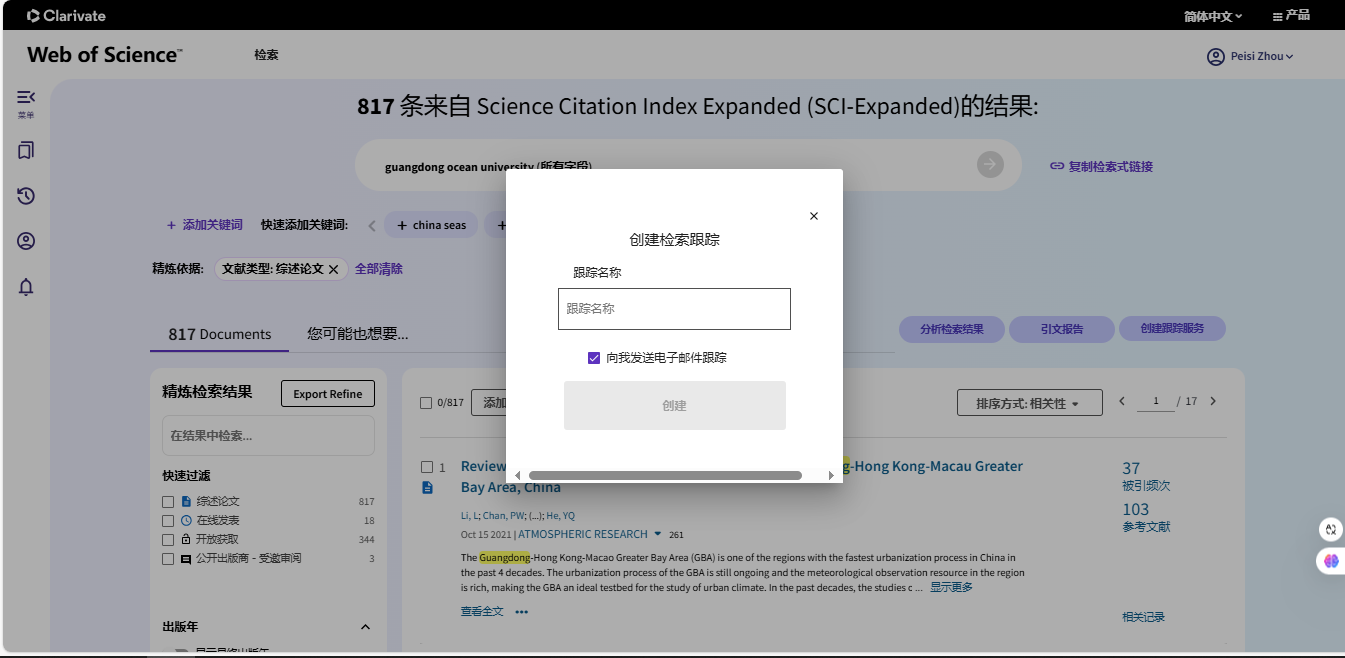 Clarivate
简体中文
产品
Web of Science™
检索
Peisi Zhou
菜单
817 条来自 Science Citation Index Expanded (SCI-Expanded)的结果:
guangdong ocean university (所有字段)
复制检索式链接
+ 添加关键词
快速添加关键词:
+ china seas
+
精炼依据:
文献类型: 综述论文
全部清除
创建检索跟踪
跟踪名称
跟踪名称
向我发送电子邮件跟踪
创建
817 Documents
您可能也想要...
分析检索结果
引文报告
创建跟踪服务
精炼检索结果
Export Refine
在结果中检索...
快速过滤
综述论文 817
在线发表 18
开放获取 344
公开出版商 - 受邀审阅 3
出版年
0/817
添加
排序方式: 相关性
1 / 17
1
Review
g-Hong Kong-Macau Greater
Bay Area, China
Li, L; Chan, PW; (...); He, YQ
Oct 15 2021 | ATMOSPHERIC RESEARCH 261
The Guangdong-Hong Kong-Macao Greater Bay Area (GBA) is one of the regions with the fastest urbanization process in China in
the past 4 decades. The urbanization process of the GBA is still ongoing and the meteorological observation resource in the region
is rich, making the GBA an ideal testbed for the study of urban climate. In the past decades, the studies c ... 显示更多
查看全文
37
被引频次
103
参考文献
相关记录